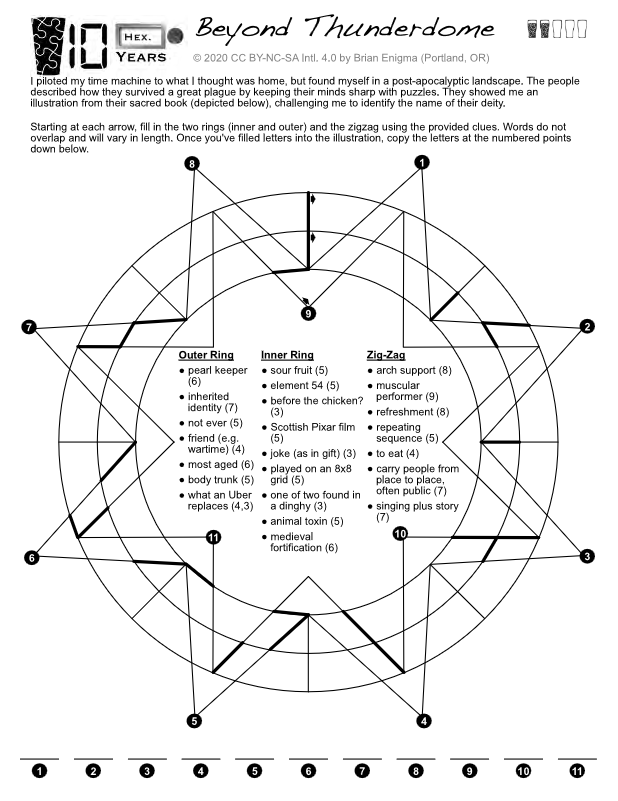 10
HEX.
YEARS
Beyond Thunderdome
© 2020 CC BY-NC-SA Intl. 4.0 by Brian Enigma (Portland, OR)
I piloted my time machine to what I thought was home, but found myself in a post-apocalyptic landscape. The people
described how they survived a great plague by keeping their minds sharp with puzzles. They showed me an
illustration from their sacred book (depicted below), challenging me to identify the name of their deity.
Starting at each arrow, fill in the two rings (inner and outer) and the zigzag using the provided clues. Words do not
overlap and will vary in length. Once you've filled letters into the illustration, copy the letters at the numbered points
down below.
8
1
9
7
2
Outer Ring
• pearl keeper
(6)
• inherited
identity (7)
• not ever (5)
• friend (e.g.
wartime) (4)
• most aged (6)
• body trunk (5)
• what an Uber
replaces (4,3)
Inner Ring
• sour fruit (5)
• element 54 (5)
• before the chicken?
(3)
• Scottish Pixar film
(5)
• joke (as in gift) (3)
• played on an 8x8
grid (5)
• one of two found in
a dinghy (3)
• animal toxin (5)
• medieval
fortification (6)
Zig-Zag
• arch support (8)
• muscular
performer (9)
• refreshment (8)
• repeating
sequence (5)
• to eat (4)
• carry people from
place to place,
often public (7)
• singing plus story
(7)
11
10
6
3
5
4
1 2 3 4 5 6 7 8 9 10 11